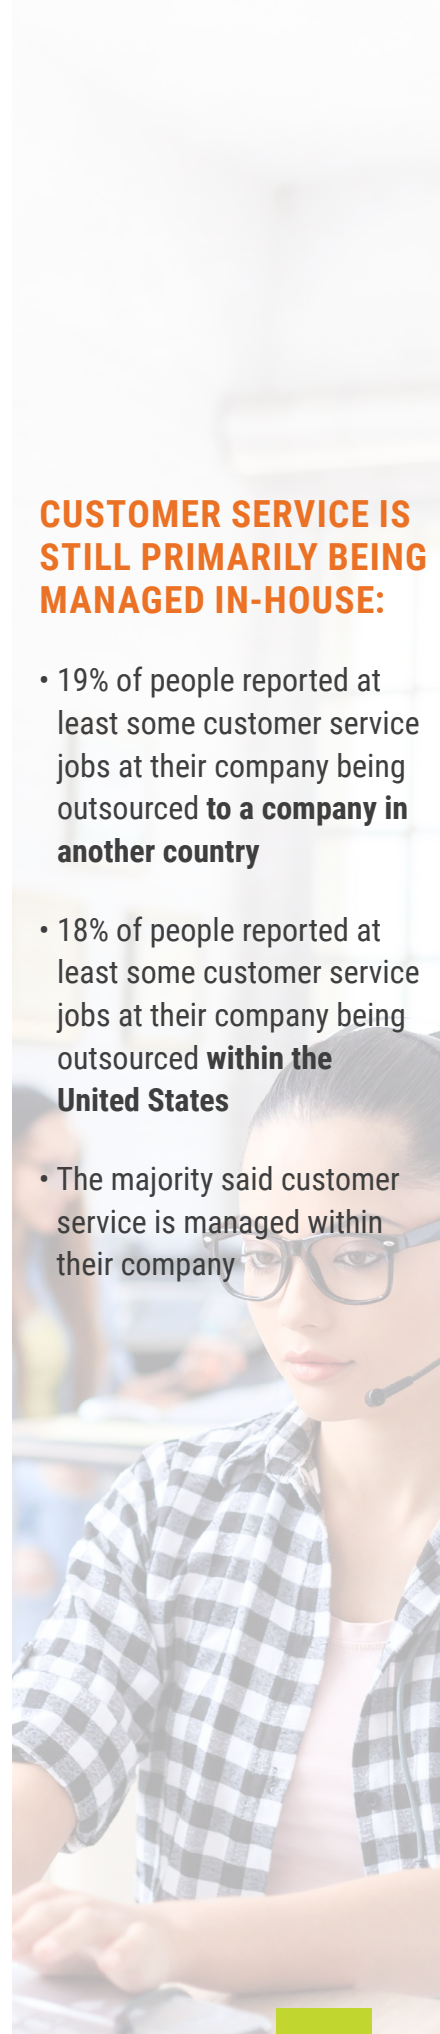 CUSTOMER SERVICE IS
STILL PRIMARILY BEING
MANAGED IN-HOUSE:
• 19% of people reported at
least some customer service
jobs at their company being
outsourced to a company in
another country
• 18% of people reported at
least some customer service
jobs at their company being
outsourced within the
United States
• The majority said customer
service is managed within
their company